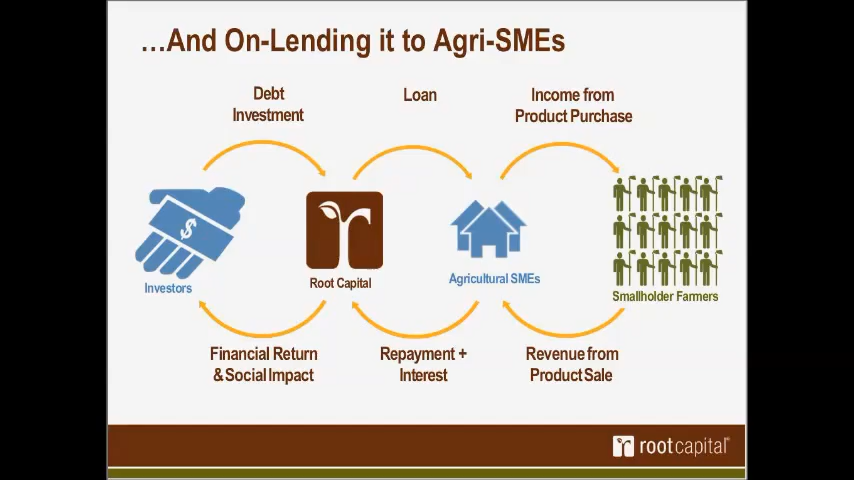 …And On-Lending it to Agri-SMEs
Debt
Investment
Loan
Income from
Product Purchase
$
Investors
Root Capital
Agricultural SMEs
Smallholder Farmers
Financial Return
& Social Impact
Repayment +
Interest
Revenue from
Product Sale
r rootcapital®